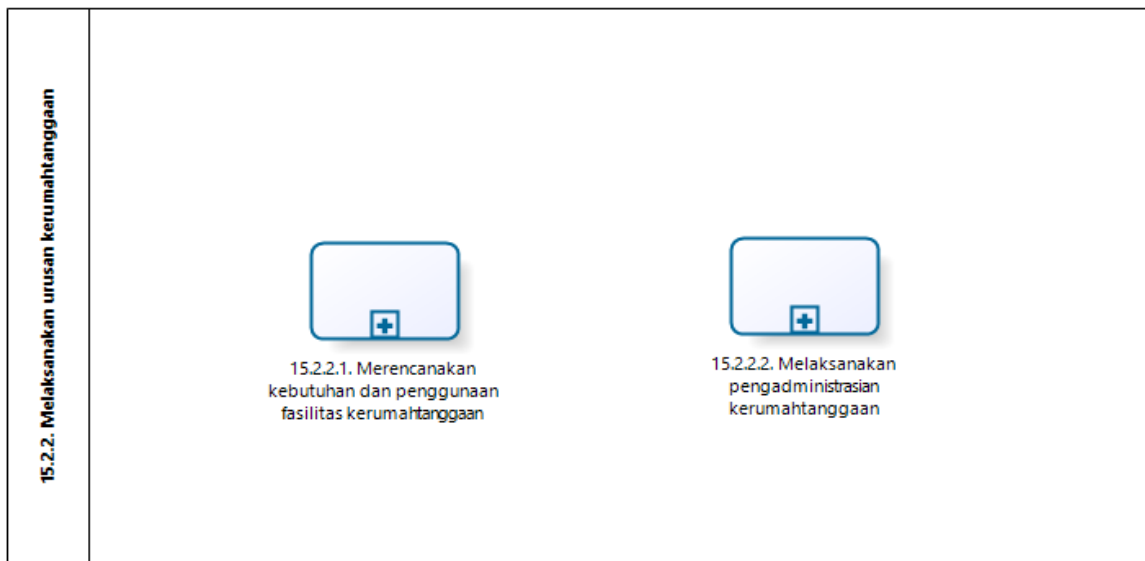 15.2.2. Melaksanakan urusan kerumahtanggaan
15.2.2.1. Merencanakan
kebutuhan dan penggunaan
fasilitas kerumahtanggaan
15.2.2.2. Melaksanakan
pengadministrasian
kerumahtanggaan